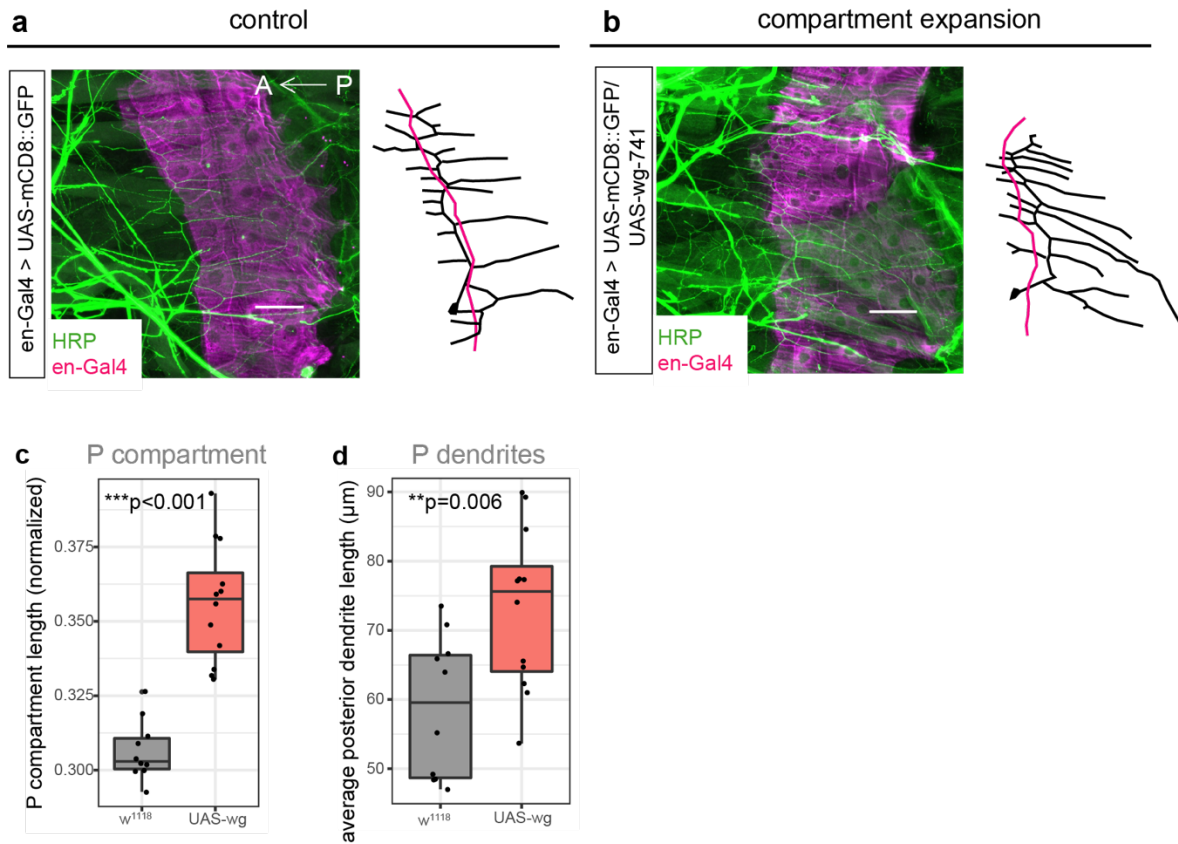 a
control
b
compartment expansion
en-Gal4 > UAS-mCD8::GFP
A ← P
HRP
en-Gal4
en-Gal4 > UAS-mCD8::GFP/
UAS-wg-741
HRP
en-Gal4
c
P compartment
P compartment length (normalized)
***p<0.001
0.375
0.350
0.325
0.300
w¹¹¹⁸
UAS-wg
d
P dendrites
average posterior dendrite length (μm)
**p=0.006
90
80
70
60
50
w¹¹¹⁸
UAS-wg